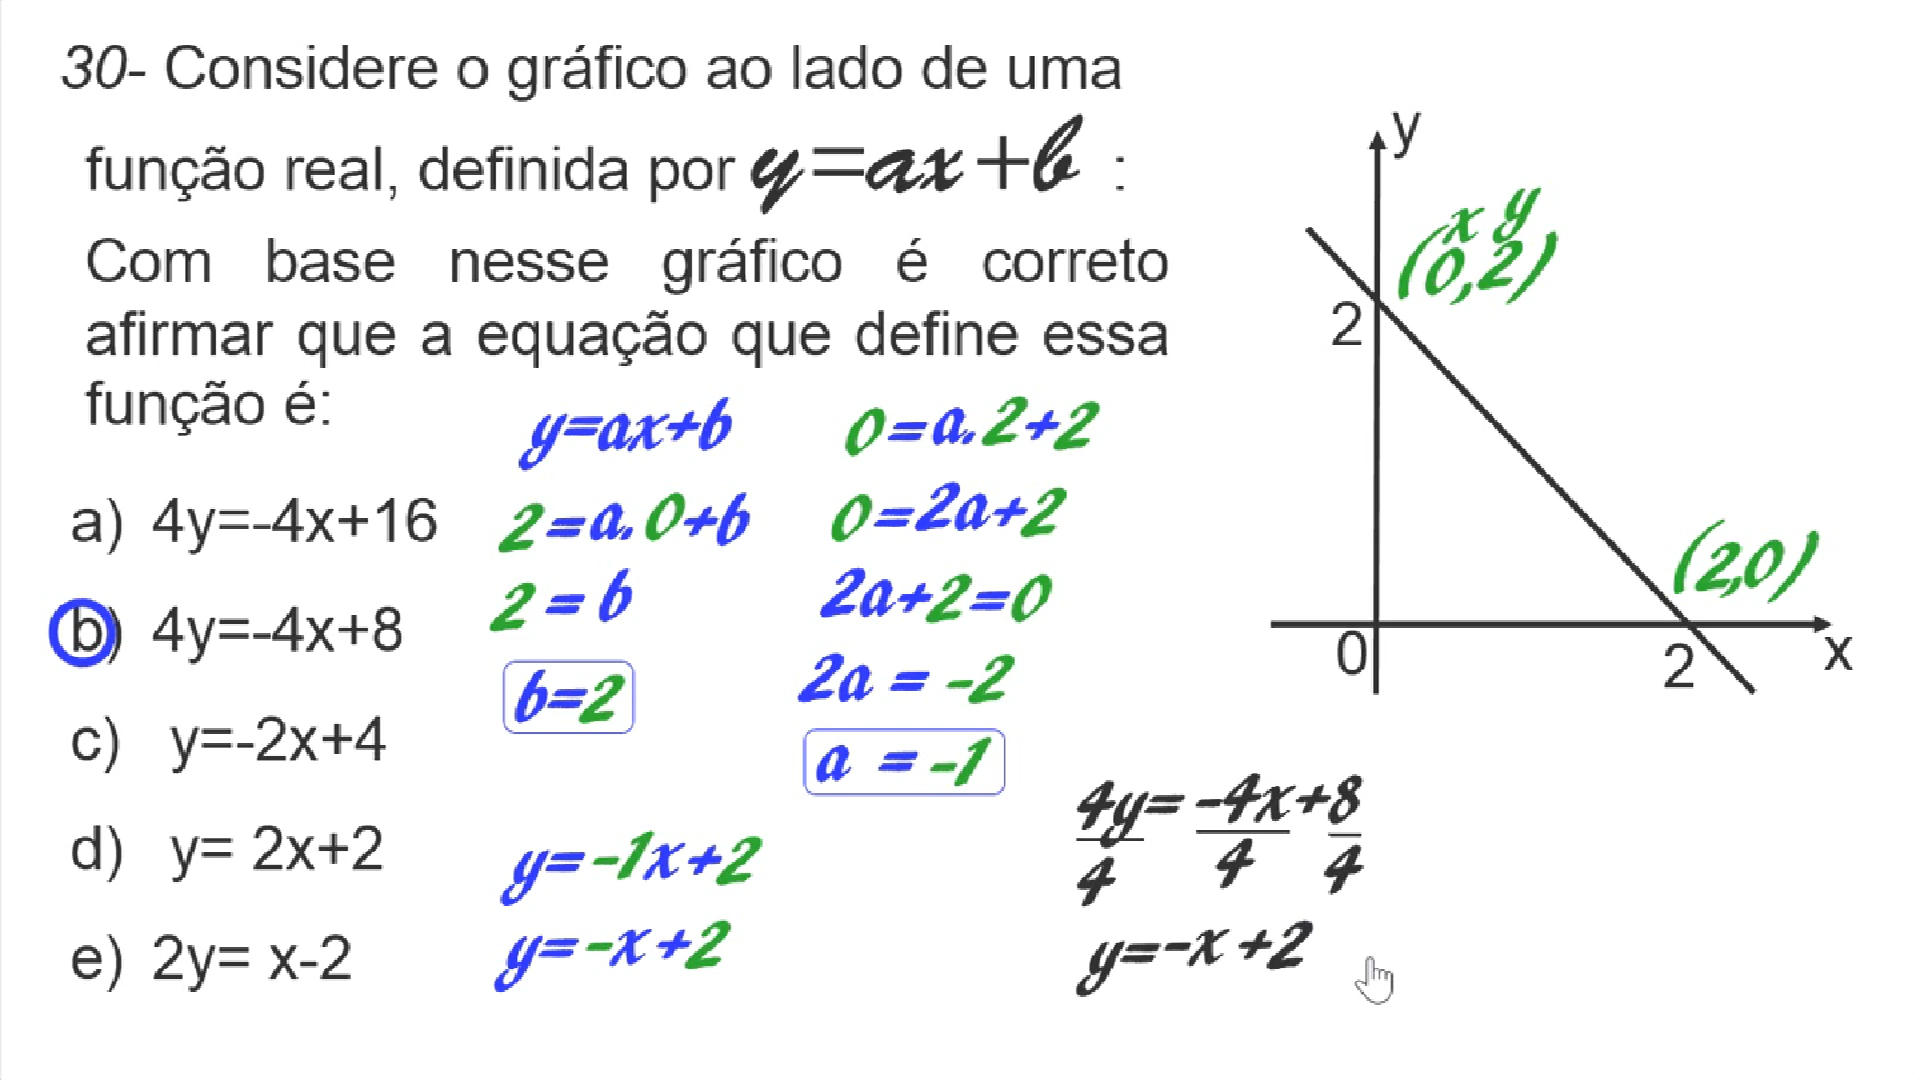 30- Considere o gráfico ao lado de uma
função real, definida por y=ax+b :
Com base nesse gráfico é correto
afirmar que a equação que define essa
função é:
a) 4y=-4x+16
b) 4y=-4x+8
c) y=-2x+4
d) y= 2x+2
e) 2y= x-2
y=ax+b
2=a.0+b
2=b
b=2
y=-1x+2
y=-x+2
0=a.2+2
0=2a+2
2a+2=0
2a = -2
a = -1
4y= -4x+8
4 4 4
y=-x+2
y
x y
(0,2)
2
(2,0)
0
2
x